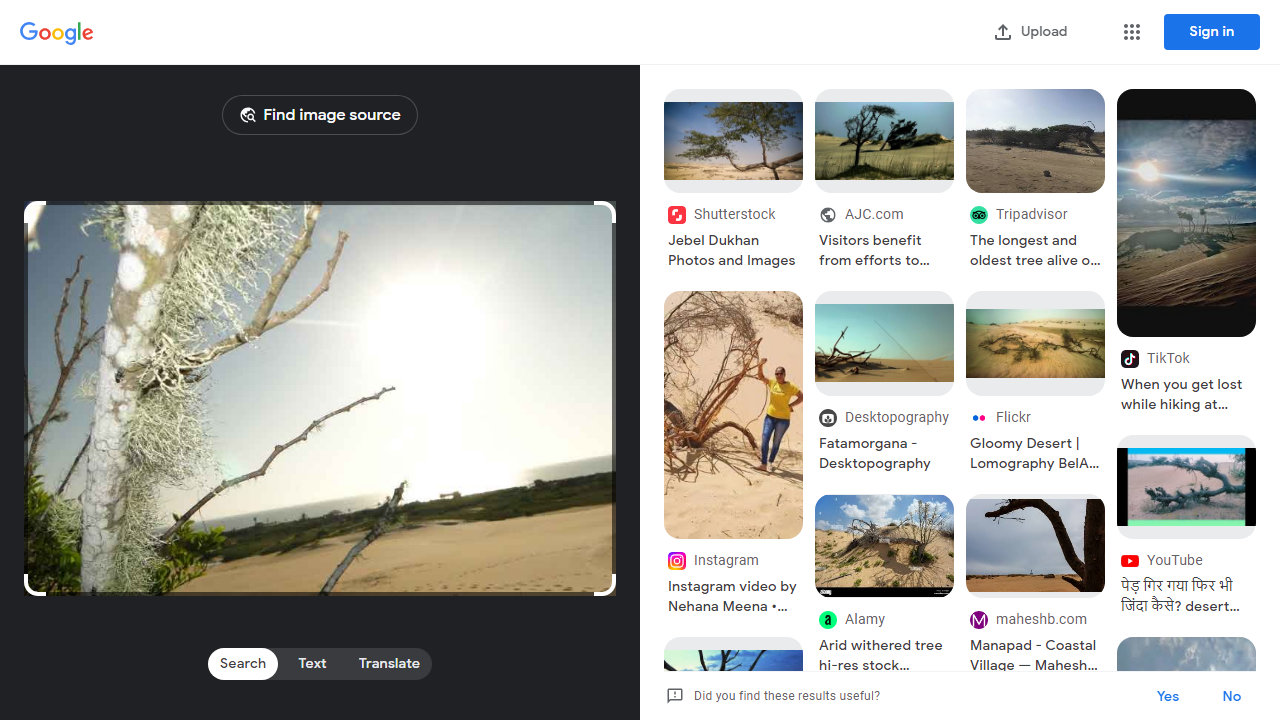 Google
Upload
Sign in
Find image source
Search
Text
Translate
Shutterstock
Jebel Dukhan
Photos and Images
AJC.com
Visitors benefit
from efforts to...
Tripadvisor
The longest and
oldest tree alive o...
TikTok
When you get lost
while hiking at...
Instagram
Instagram video by
Nehana Meena •...
Desktopography
Fatamorgana -
Desktopography
Flickr
Gloomy Desert |
Lomography BelA...
YouTube
पेड़ गिर गया फिर भी
जिंदा कैसे? desert...
Alamy
Arid withered tree
hi-res stock...
maheshb.com
Manapad - Coastal
Village — Mahesh...
Did you find these results useful?
Yes
No